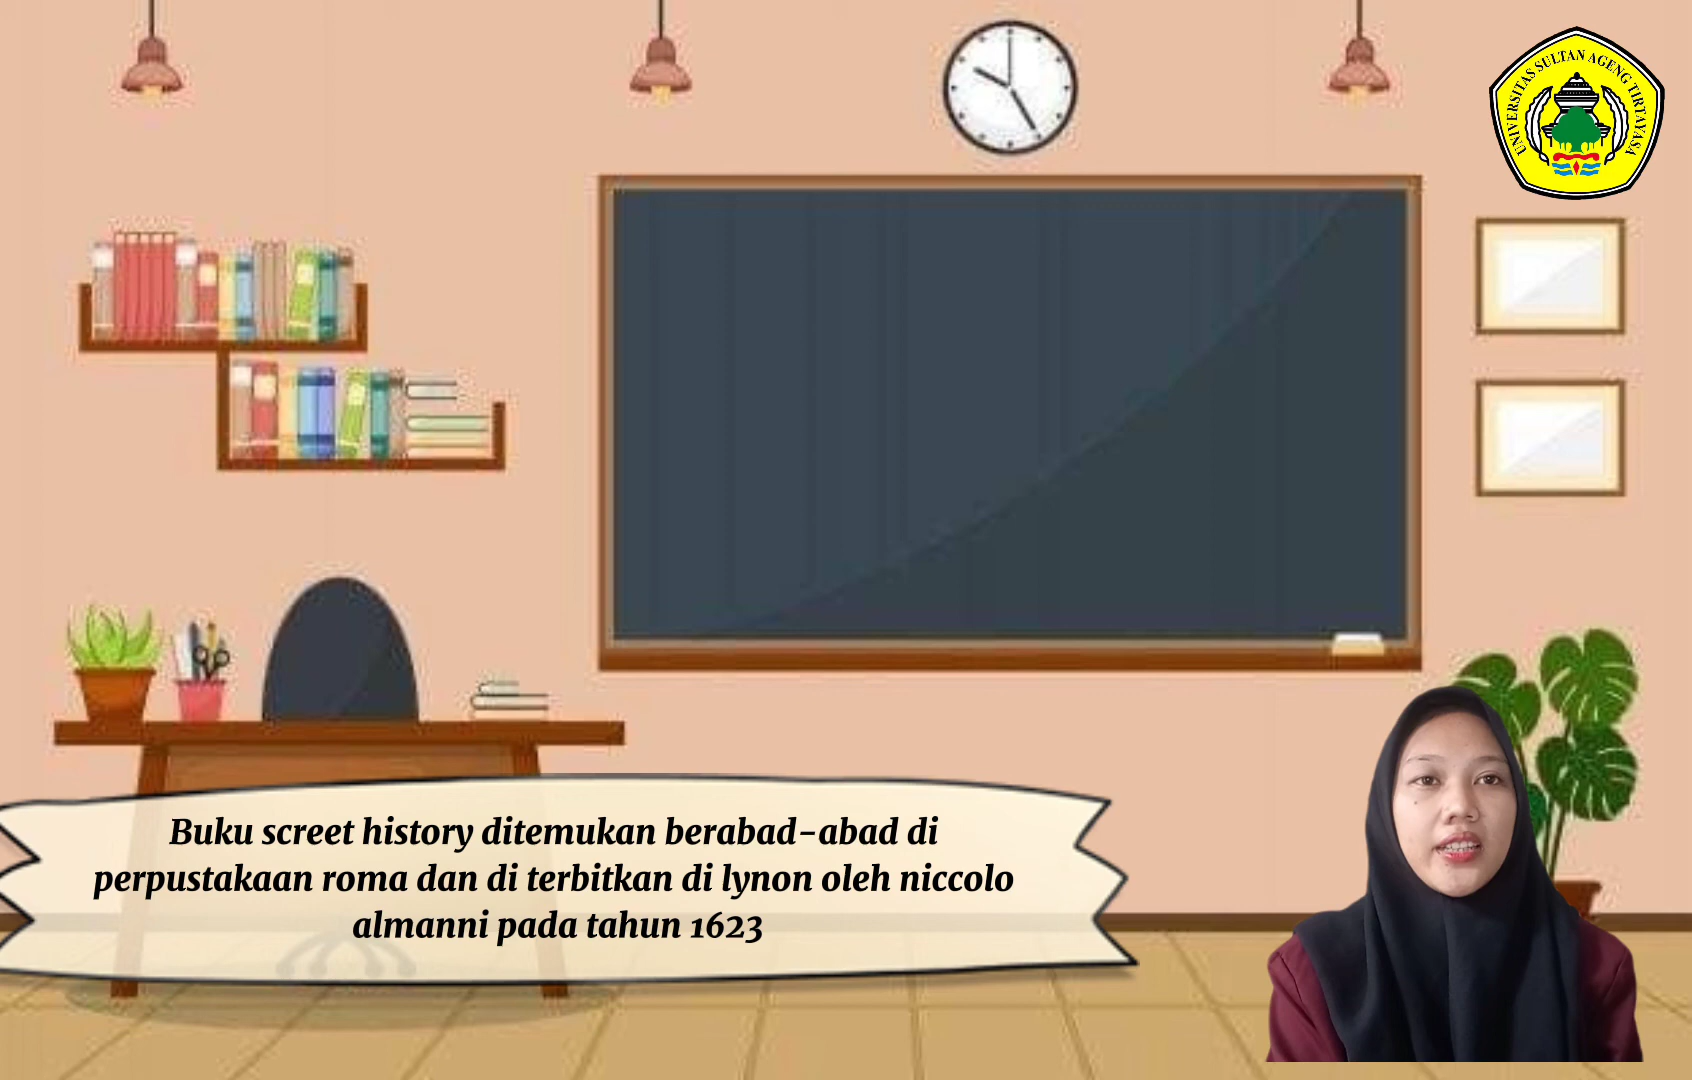 UNIVERSITAS SULTAN AGENG TIRTAYASA
Buku screet history ditemukan berabad-abad di
perpustakaan roma dan di terbitkan di lynon oleh niccolo
almanni pada tahun 1623